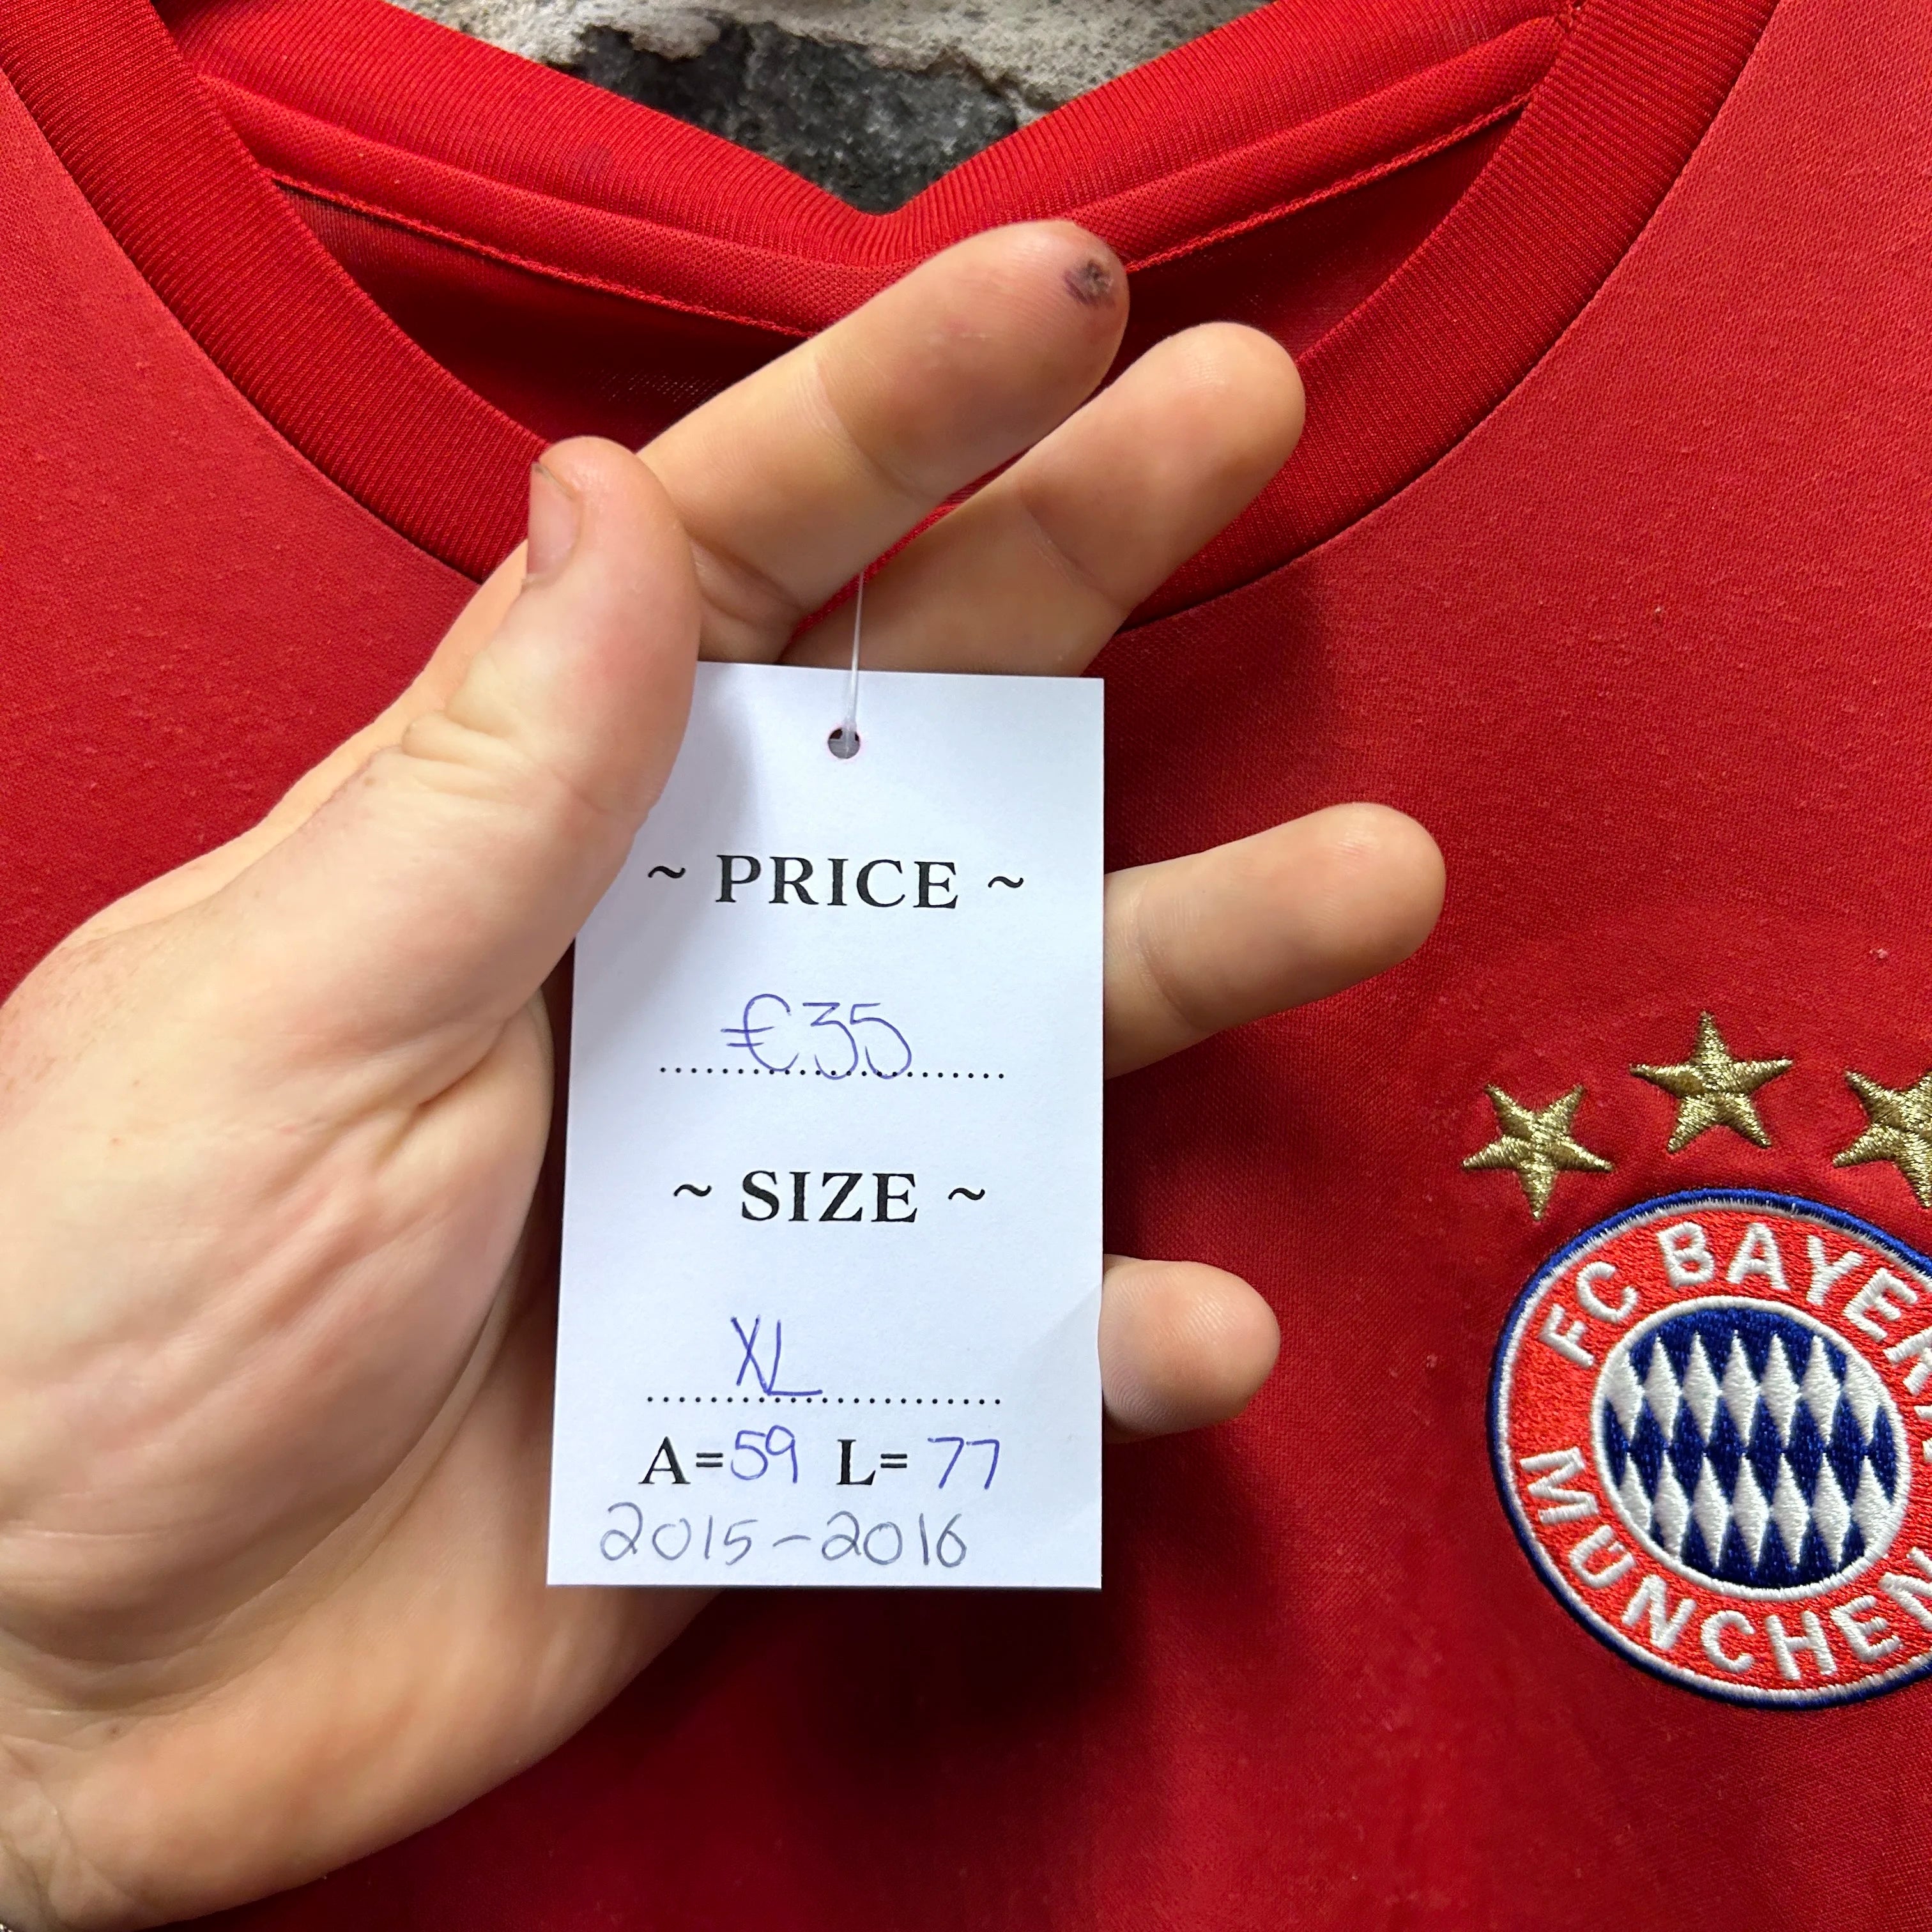 ~ PRICE ~
€35
~ SIZE ~
XL
A=59 L=77
2015-2016
FC BAYERN
MÜNCHEN